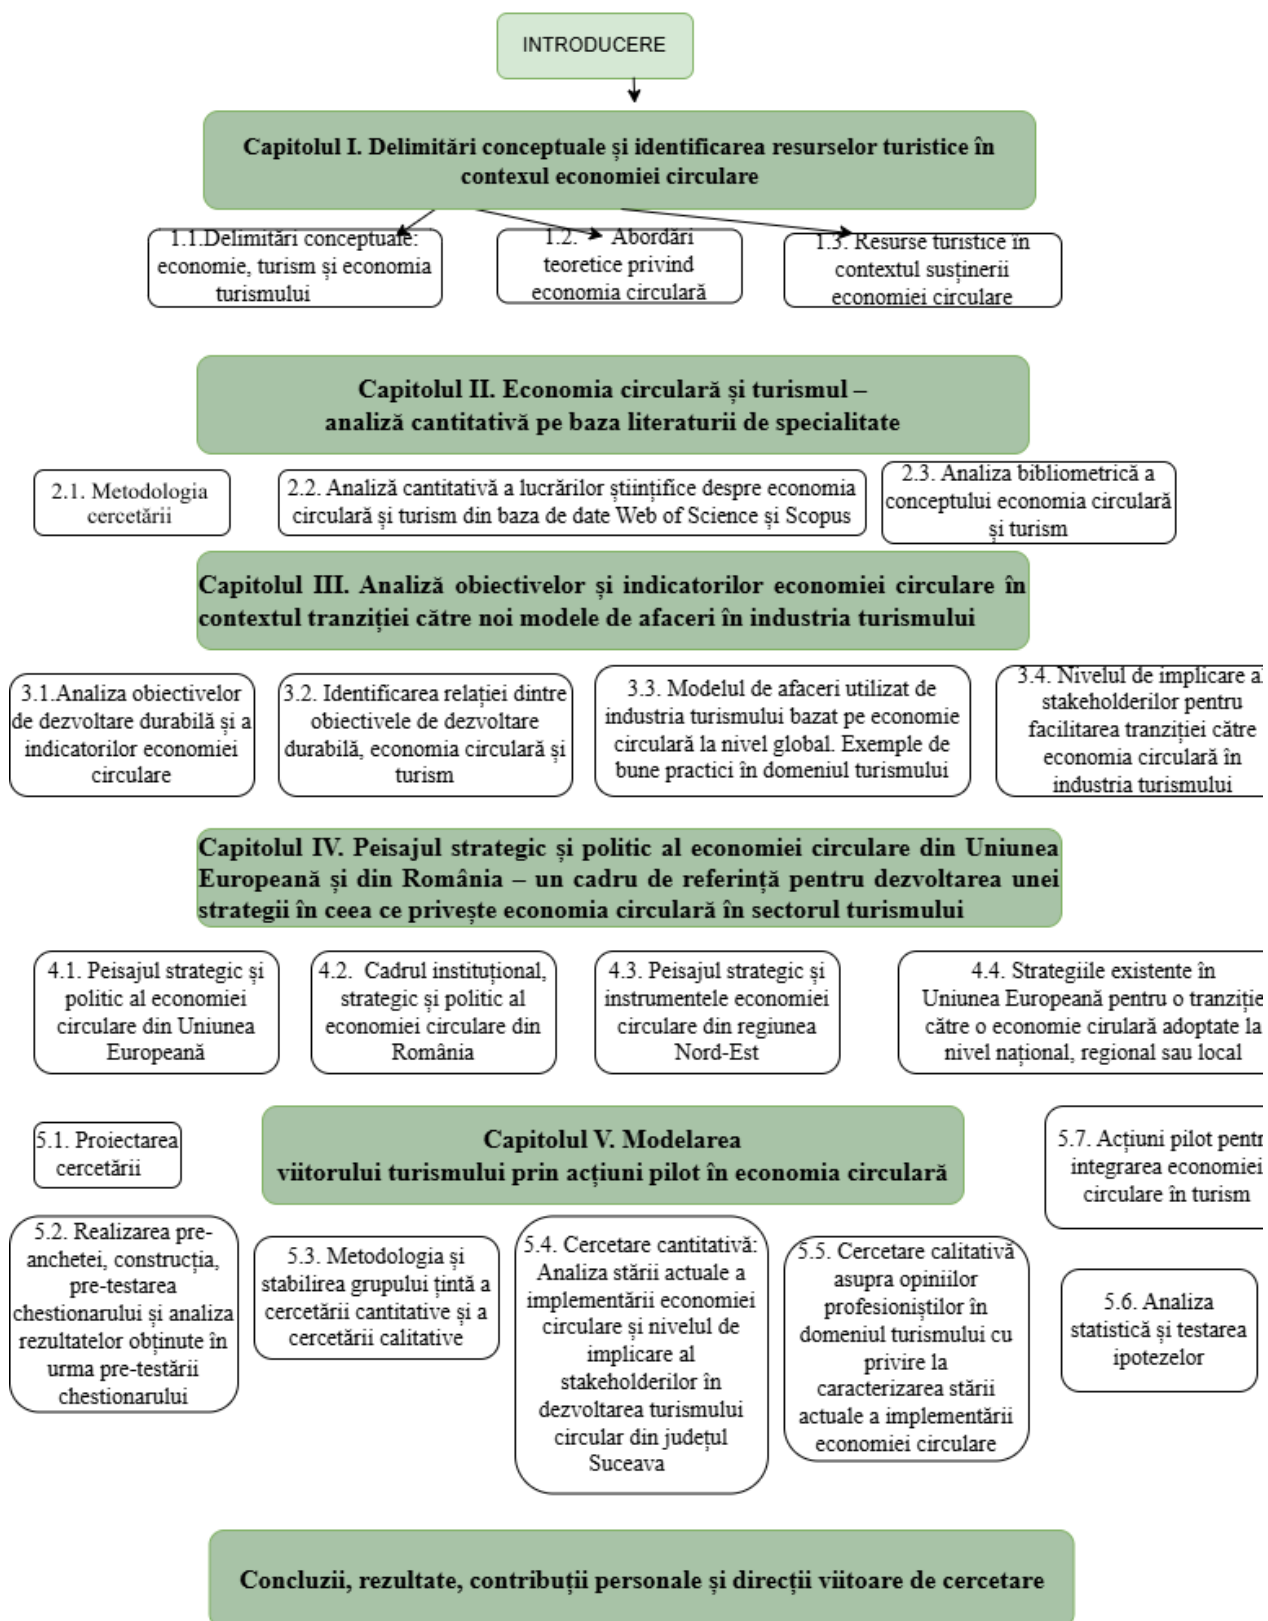 INTRODUCERE
Capitolul I. Delimitări conceptuale și identificarea resurselor turistice în
contexul economiei circulare
1.1.Delimitări conceptuale:
economie, turism și economia
turismului
1.2. Abordări
teoretice privind
economia circulară
1.3. Resurse turistice în
contextul susținerii
economiei circulare
Capitolul II. Economia circulară și turismul –
analiză cantitativă pe baza literaturii de specialitate
2.1. Metodologia
cercetării
2.2. Analiză cantitativă a lucrărilor științifice despre economia
circulară și turism din baza de date Web of Science și Scopus
2.3. Analiza bibliometrică a
conceptului economia circulară
și turism
Capitolul III. Analiză obiectivelor și indicatorilor economiei circulare în
contextul tranziției către noi modele de afaceri în industria turismului
3.1.Analiza obiectivelor
de dezvoltare durabilă și a
indicatorilor economiei
circulare
3.2. Identificarea relației dintre
obiectivele de dezvoltare
durabilă, economia circulară și
turism
3.3. Modelul de afaceri utilizat de
industria turismului bazat pe economie
circulară la nivel global. Exemple de
bune practici în domeniul turismului
3.4. Nivelul de implicare al
stakeholderilor pentru
facilitarea tranziției către
economia circulară în
industria turismului
Capitolul IV. Peisajul strategic și politic al economiei circulare din Uniunea
Europeană și din România – un cadru de referință pentru dezvoltarea unei
strategii în ceea ce privește economia circulară în sectorul turismului
4.1. Peisajul strategic și
politic al economiei
circulare din Uniunea
Europeană
4.2. Cadrul instituțional,
strategic și politic al
economiei circulare din
România
4.3. Peisajul strategic și
instrumentele economiei
circulare din regiunea
Nord-Est
4.4. Strategiile existente în
Uniunea Europeană pentru o tranziție
către o economie cirulară adoptate la
nivel național, regional sau local
Capitolul V. Modelarea
viitorului turismului prin acțiuni pilot în economia circulară
5.1. Proiectarea
cercetării
5.2. Realizarea pre-
anchetei, construcția,
pre-testarea
chestionarului și analiza
rezultatelor obținute în
urma pre-testării
chestionarului
5.3. Metodologia și
stabilirea grupului țintă a
cercetării cantitative și a
cercetării calitative
5.4. Cercetare cantitativă:
Analiza stării actuale a
implementării economiei
circulare și nivelul de
implicare al
stakeholderilor în
dezvoltarea turismului
circular din județul
Suceava
5.5. Cercetare calitativă
asupra opiniilor
profesioniștilor în
domeniul turismului cu
privire la
caracterizarea stării
actuale a implementării
economiei circulare
5.6. Analiza
statistică și testarea
ipotezelor
5.7. Acțiuni pilot pentr
integrarea economiei
circulare în turism
Concluzii, rezultate, contribuții personale și direcții viitoare de cercetare